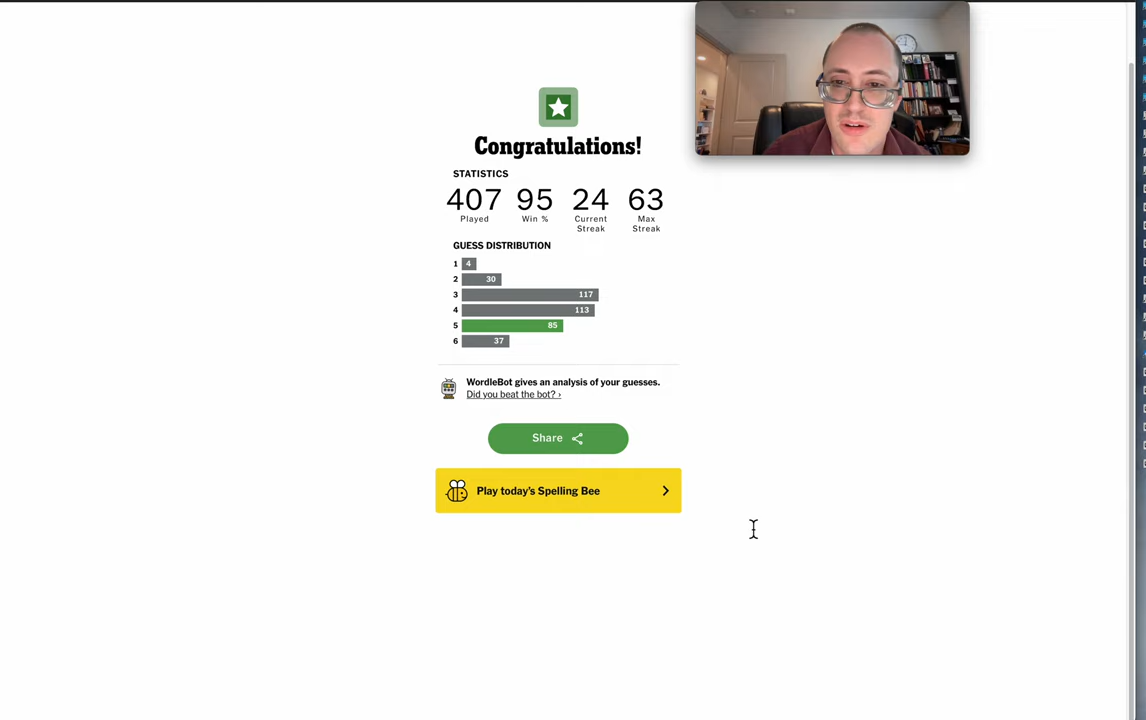 Congratulations!
STATISTICS
407 95 24 63
Played Win % Current Streak Max Streak
GUESS DISTRIBUTION
1 4
2 30
3 117
4 113
5 85
6 37
WordleBot gives an analysis of your guesses.
Did you beat the bot? ›
Share
Play today's Spelling Bee